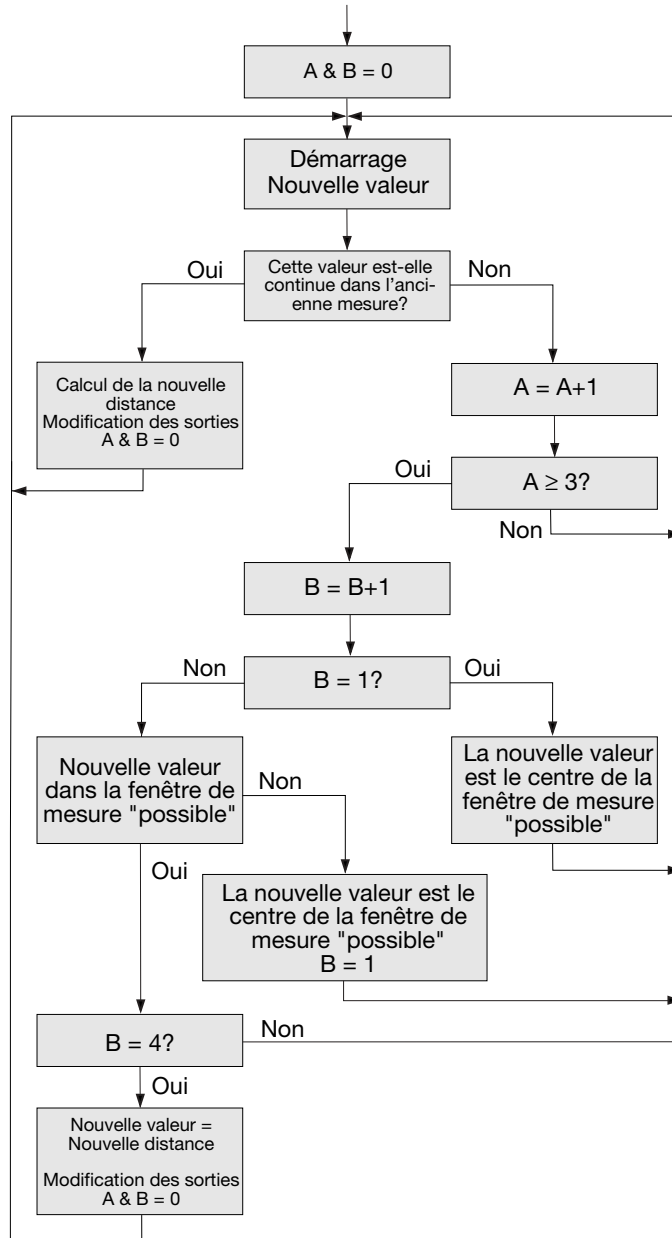 A & B = 0
Démarrage
Nouvelle valeur
Oui
Cette valeur est-elle
continue dans l'anci-
enne mesure?
Non
Calcul de la nouvelle
distance
Modification des sorties
A & B = 0
A = A+1
Oui
A ≥ 3?
Non
B = B+1
Non
B = 1?
Oui
Nouvelle valeur
dans la fenêtre de
mesure "possible"
Non
La nouvelle valeur
est le centre de la
fenêtre de mesure
"possible"
Oui
La nouvelle valeur est le
centre de la fenêtre de
mesure "possible"
B = 1
B = 4?
Non
Oui
Nouvelle valeur =
Nouvelle distance
Modification des sorties
A & B = 0